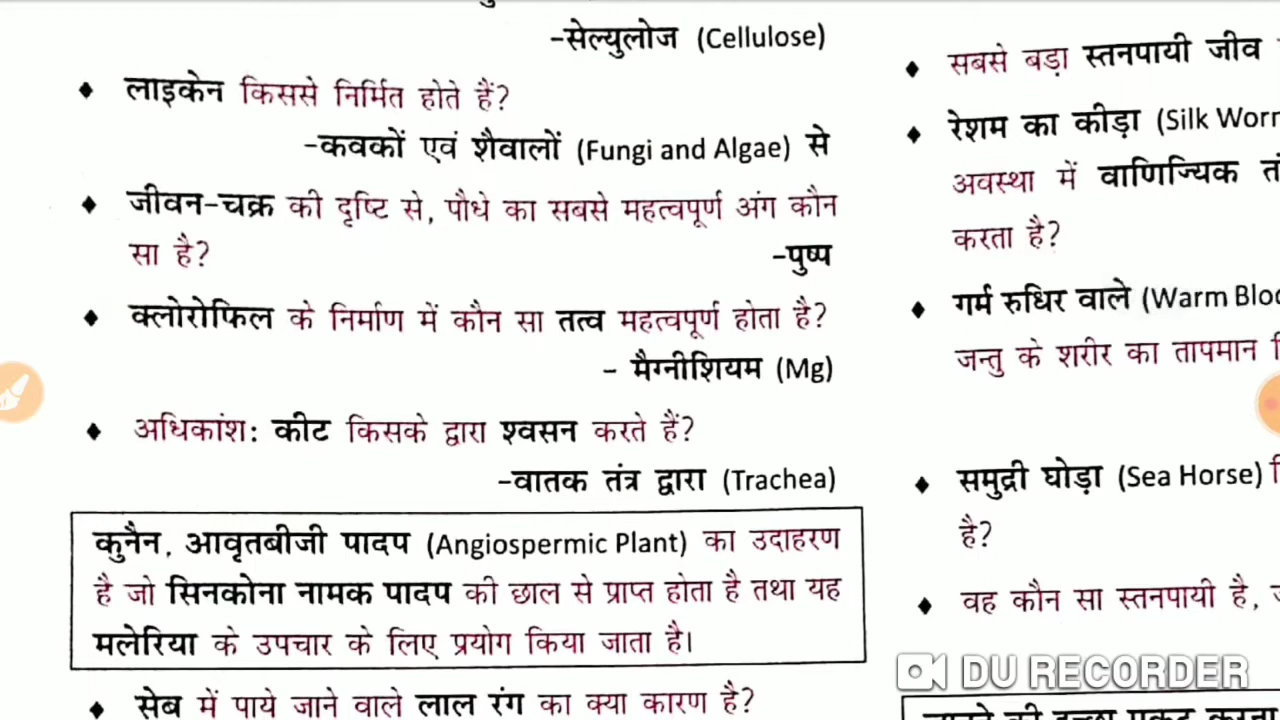 -सेल्युलोज (Cellulose)
♦ लाइकेन किससे निर्मित होते हैं?
-कवकों एवं शैवालों (Fungi and Algae) से
♦ जीवन-चक्र की दृष्टि से, पौधे का सबसे महत्वपूर्ण अंग कौन
सा है?
-पुष्प
♦ क्लोरोफिल के निर्माण में कौन सा तत्व महत्वपूर्ण होता है?
- मैग्नीशियम (Mg)
♦ अधिकांश: कीट किसके द्वारा श्वसन करते हैं?
-वातक तंत्र द्वारा (Trachea)
कुनैन, आवृतबीजी पादप (Angiospermic Plant) का उदाहरण
है जो सिनकोना नामक पादप की छाल से प्राप्त होता है तथा यह
मलेरिया के उपचार के लिए प्रयोग किया जाता है।
♦ सेब में पाये जाने वाले लाल रंग का क्या कारण है?
♦ सबसे बड़ा स्तनपायी जीव
♦ रेशम का कीड़ा (Silk Worm
अवस्था में वाणिज्यिक
करता है?
♦ गर्म रुधिर वाले (Warm Bloo
जन्तु के शरीर का तापमान
♦ समुद्री घोड़ा (Sea Horse)
है?
♦ वह कौन सा स्तनपायी है,
DU RECORDER